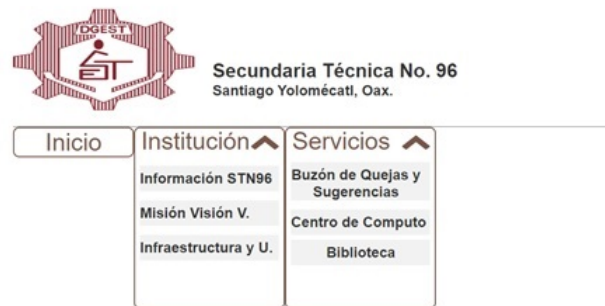 DGEST
ET
Secundaria Técnica No. 96
Santiago Yolomécatl, Oax.
Inicio
Institución
Servicios
Información STN96
Misión Visión V.
Infraestructura y U.
Buzón de Quejas y
Sugerencias
Centro de Computo
Biblioteca